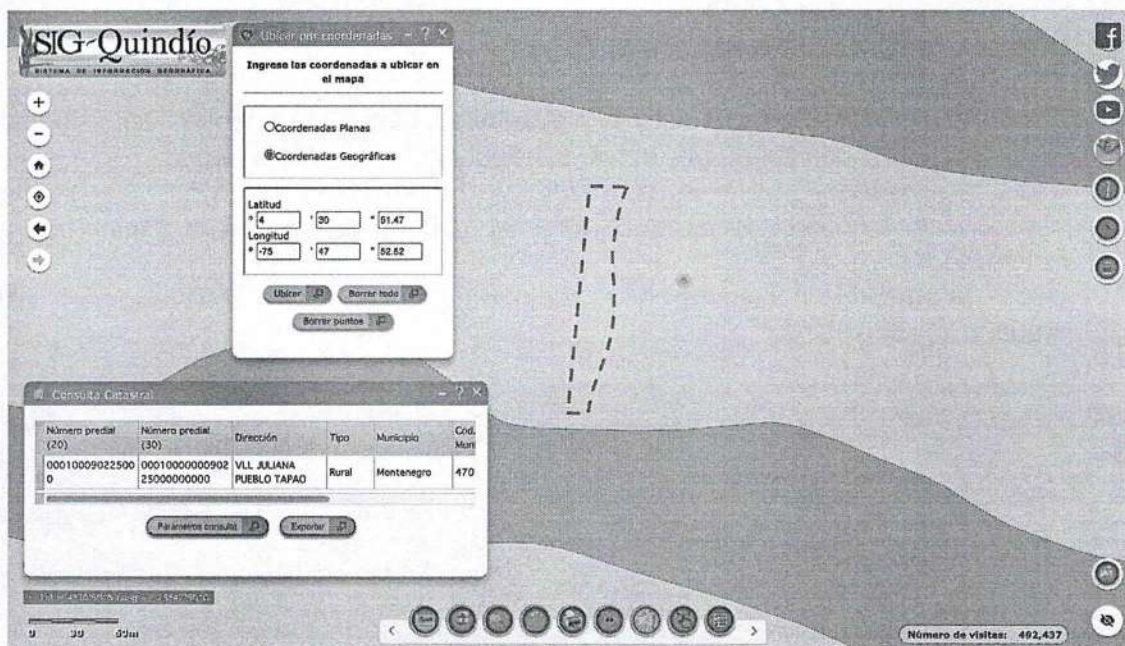 SIG-Quindío
SISTEMA DE INFORMACIÓN GEOGRÁFICA
Ubicar por coordenadas
Ingrese las coordenadas a ubicar en
el mapa
Coordenadas Planas
Coordenadas Geográficas
Latitud
° 4 ' 30 " 51.47
Longitud
° -75 ' 47 " 52.52
Ubicar
Borrar todo
Borrar puntos
Consulta Catastral
Número predial
(20)
Número predial
(30)
Dirección
Tipo
Municipio
Cód.
Muni
00010009022500
0
00010000000902
25000000000
VLL JULIANA
PUEBLO TAPAO
Rural
Montenegro
470
Parámetros consulta
Exportar
0 30 60m
Número de visitas: 492,437